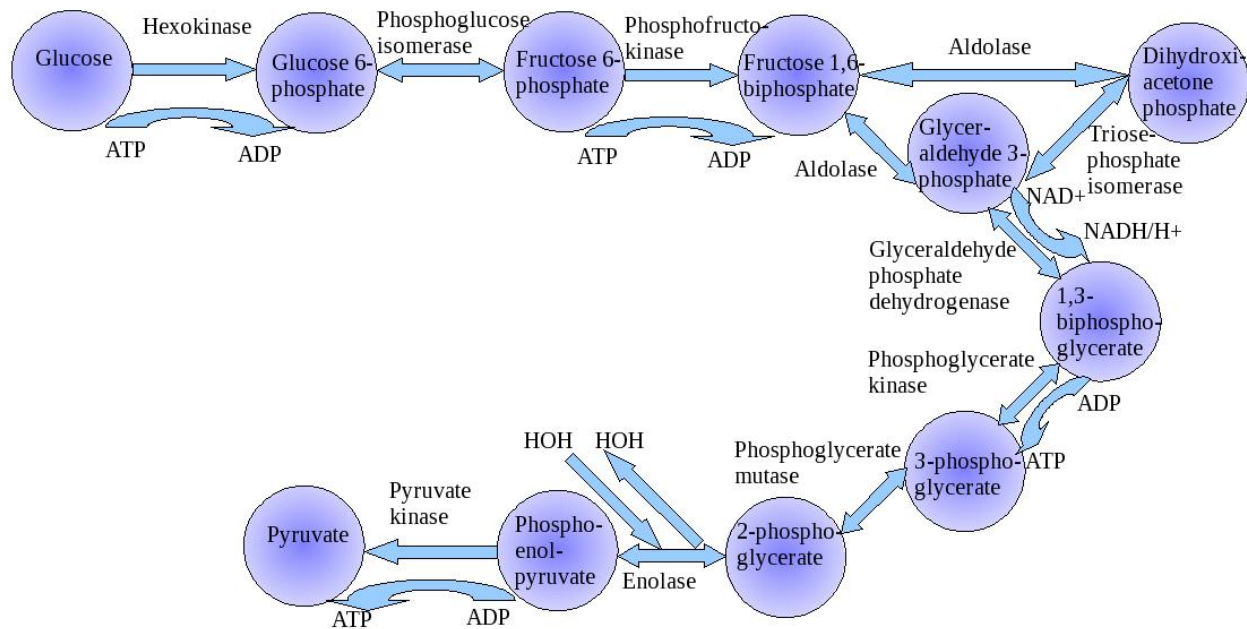 Glucose
Hexokinase
Glucose 6-
phosphate
ATP
ADP
Phosphoglucose
isomerase
Fructose 6-
phosphate
Phosphofructo-
kinase
ATP
ADP
Fructose 1,6-
biphosphate
Aldolase
Dihydroxi-
acetone
phosphate
Aldolase
Glycer-
aldehyde 3-
phosphate
Triose-
phosphate
isomerase
NAD+
NADH/H+
Glyceraldehyde
phosphate
dehydrogenase
1,3-
biphospho-
glycerate
Phosphoglycerate
kinase
ADP
ATP
3-phospho-
glycerate
Phosphoglycerate
mutase
2-phospho-
glycerate
HOH
HOH
Enolase
Phospho-
enol-
pyruvate
Pyruvate
kinase
ADP
ATP
Pyruvate